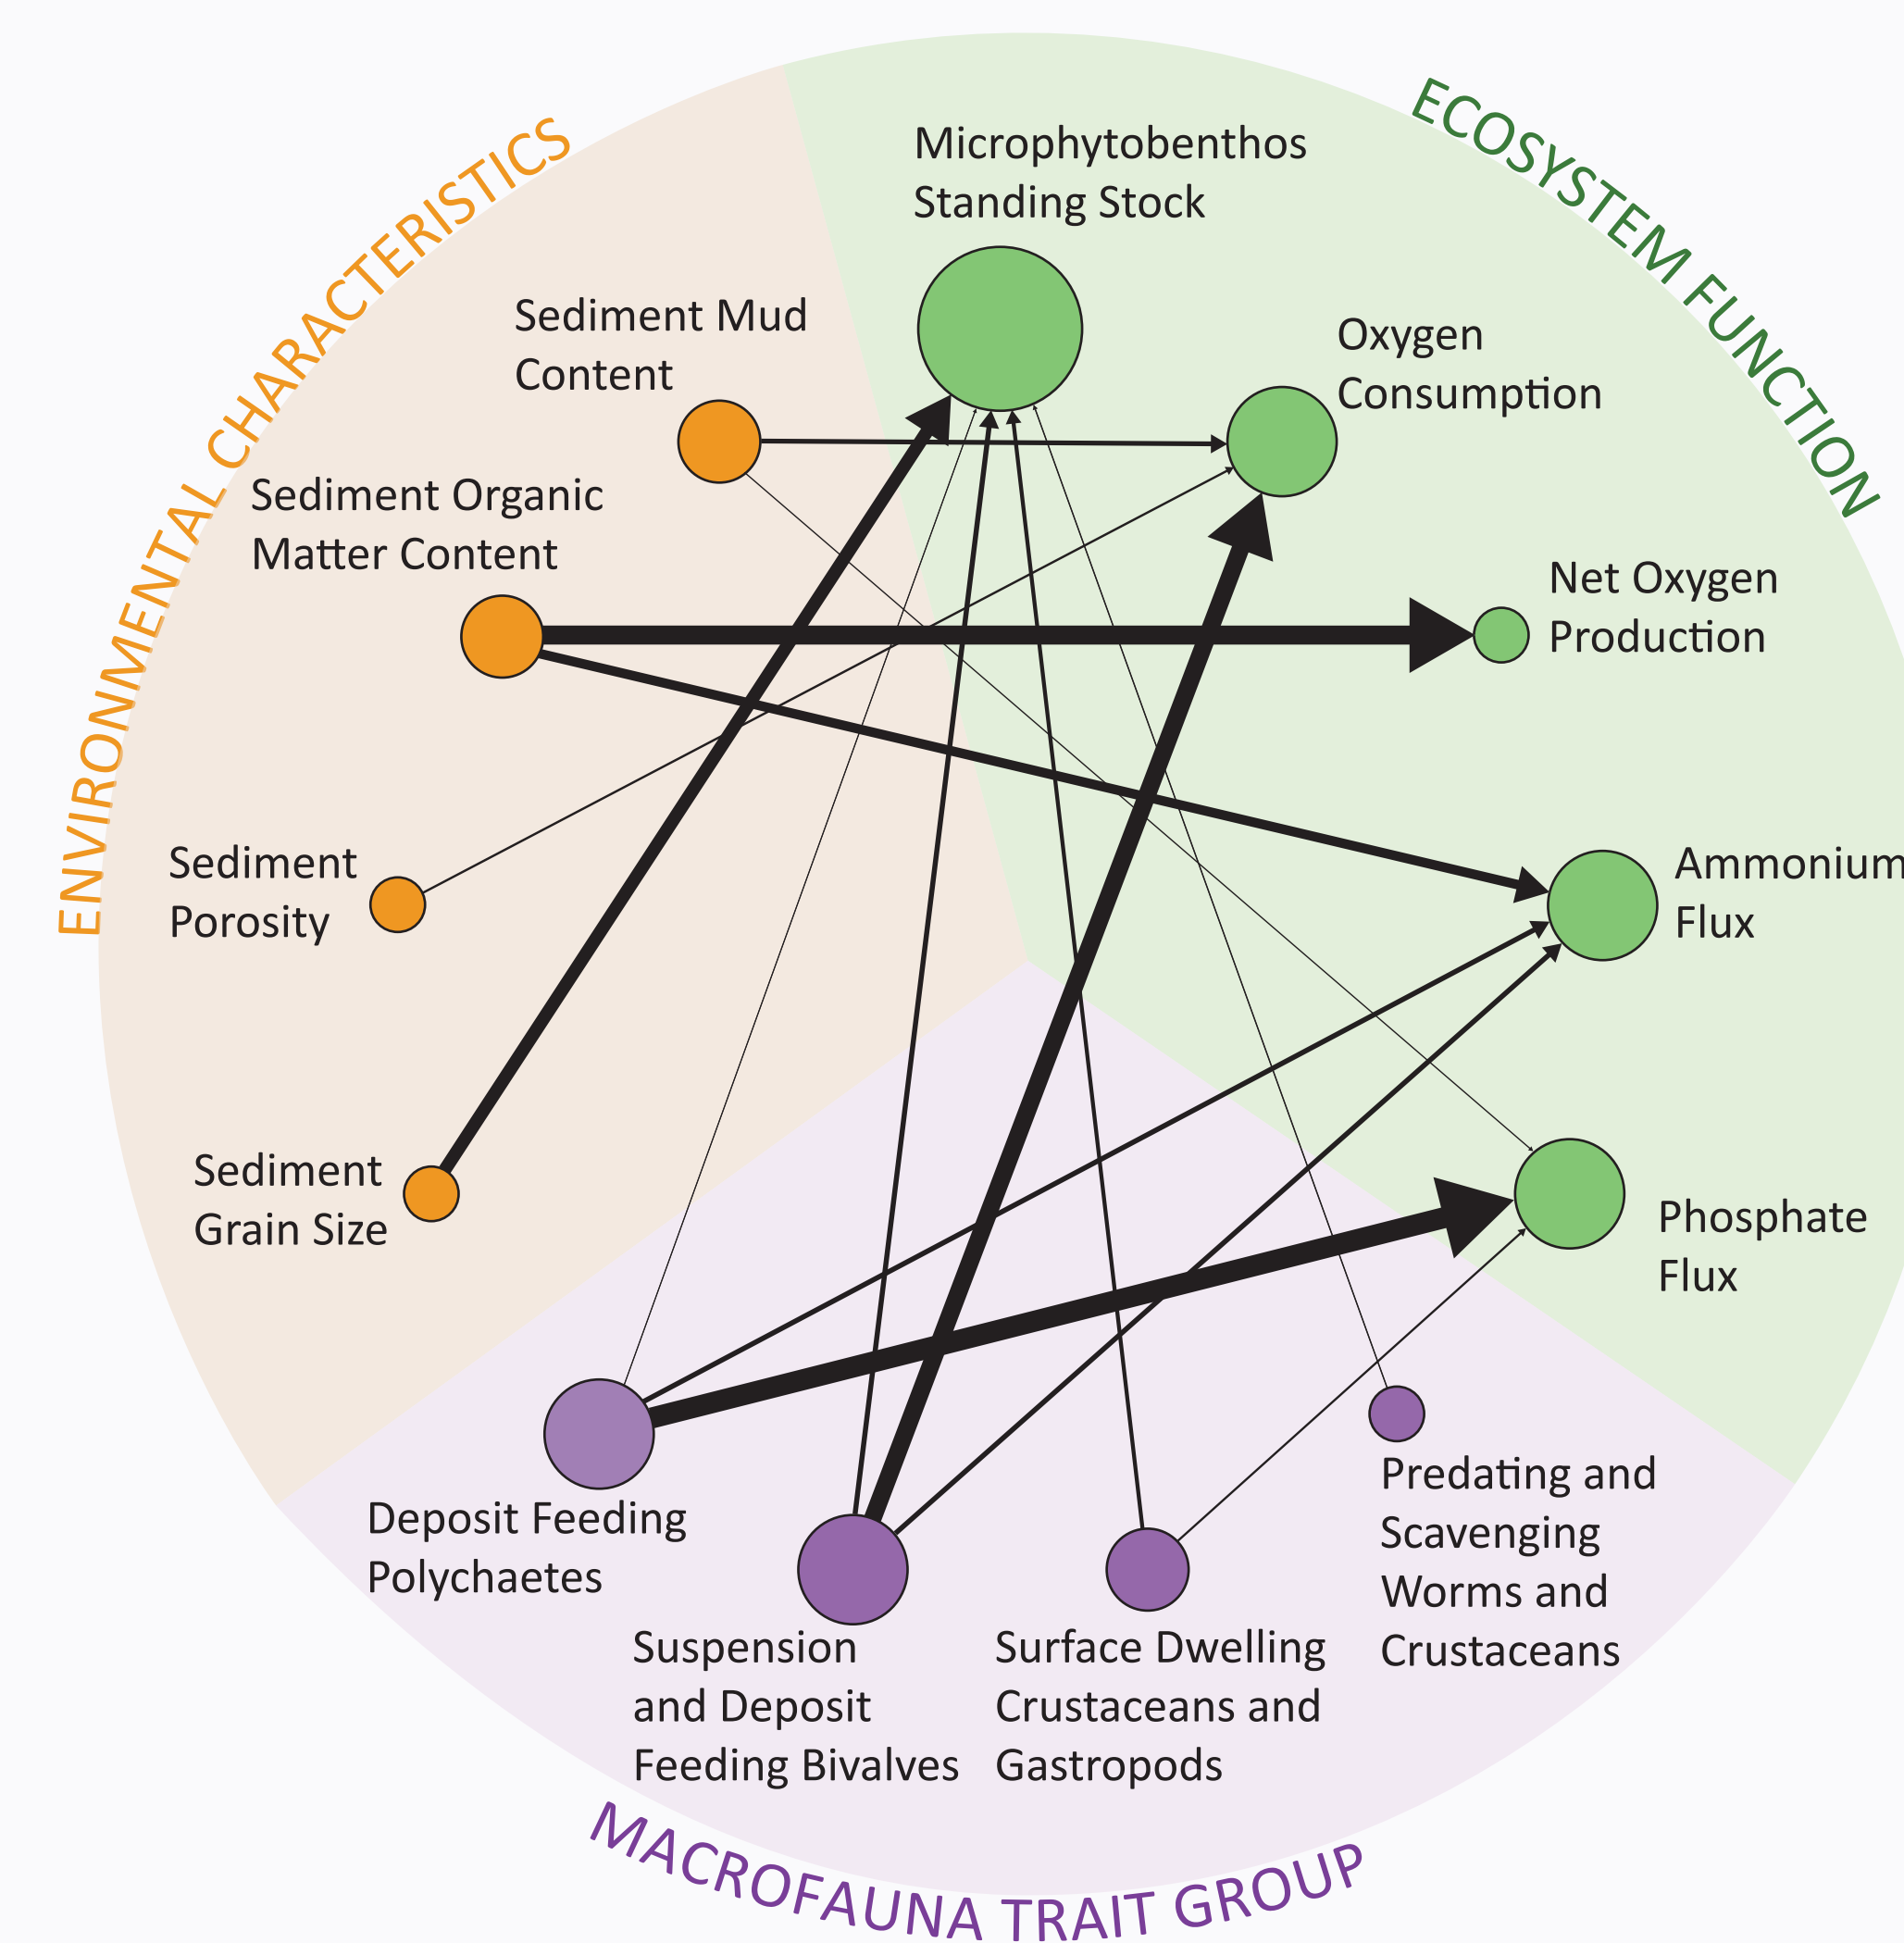 ENVIRONMENTAL CHARACTERISTICS
ECOSYSTEM FUNCTION
Microphytobenthos
Standing Stock
Sediment Mud
Content
Oxygen
Consumption
Sediment Organic
Matter Content
Net Oxygen
Production
Sediment
Porosity
Ammonium
Flux
Sediment
Grain Size
Phosphate
Flux
Deposit Feeding
Polychaetes
Suspension
and Deposit
Feeding Bivalves
Surface Dwelling
Crustaceans and
Gastropods
Predating and
Scavenging
Worms and
Crustaceans
MACROFAUNA TRAIT GROUP